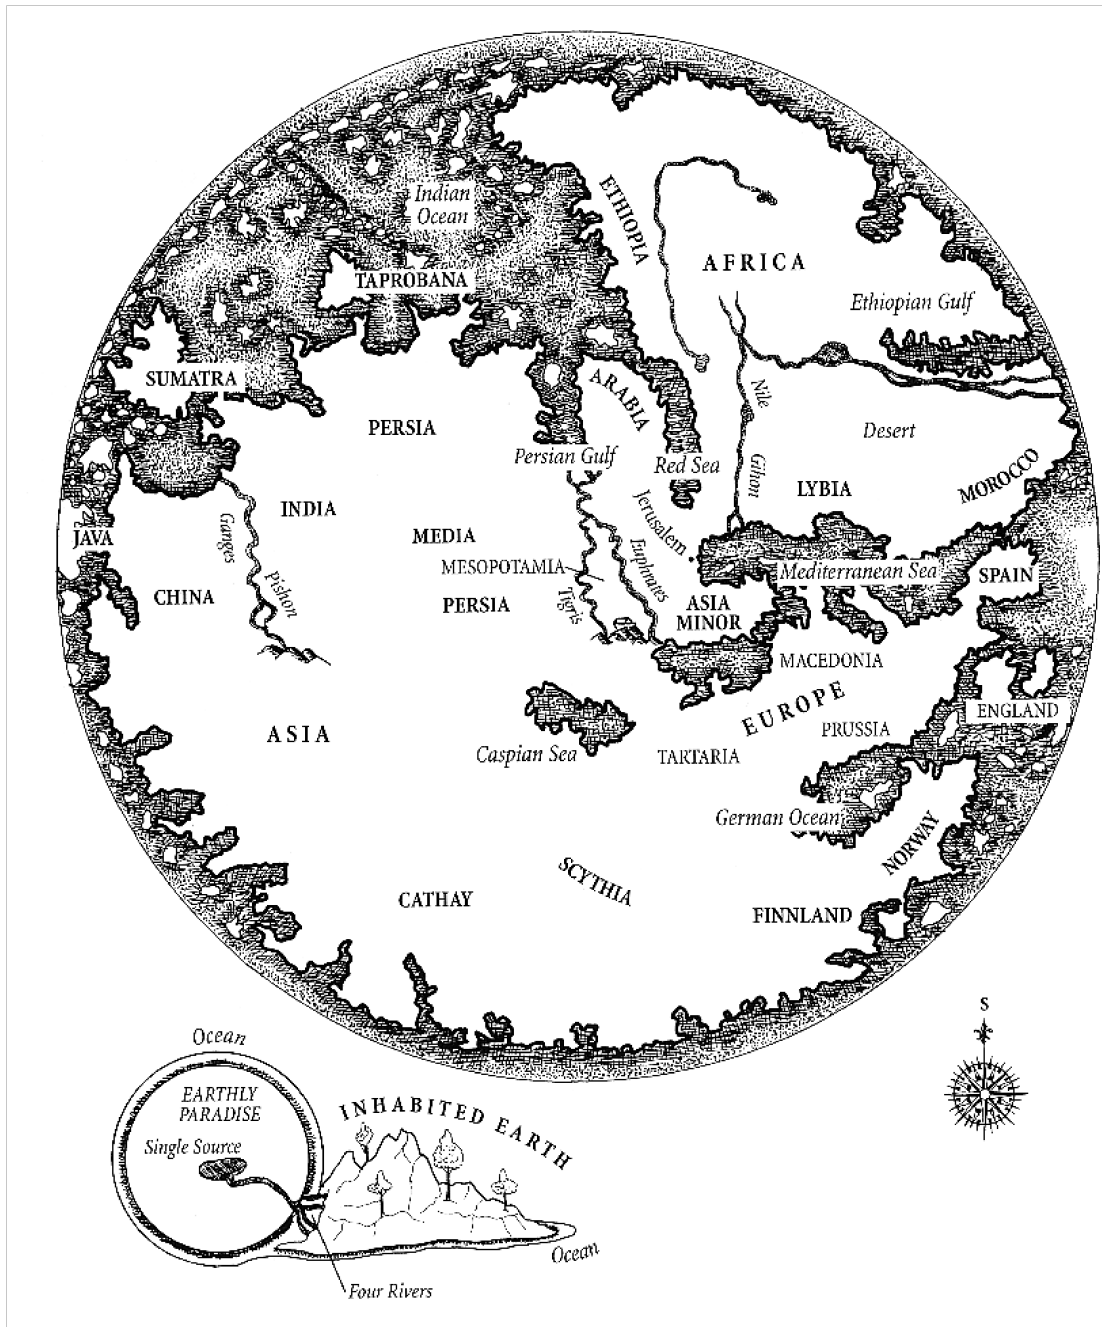 Indian
Ocean
ETHIOPIA
AFRICA
TAPROBANA
Ethiopian Gulf
SUMATRA
ARABIA
Nile
PERSIA
Desert
Persian Gulf
Red Sea
Gihon
MOROCCO
LYBIA
INDIA
Jerusalem
JAVA
Ganges
MEDIA
MESOPOTAMIA
Euphrates
Mediterranean Sea
SPAIN
CHINA
Pishon
PERSIA
Tigris
ASIA
MINOR
MACEDONIA
EUROPE
ENGLAND
PRUSSIA
ASIA
Caspian Sea
TARTARIA
German Ocean
NORWAY
SCYTHIA
CATHAY
FINNLAND
S
Ocean
EARTHLY
PARADISE
INHABITED EARTH
Single Source
Ocean
Four Rivers